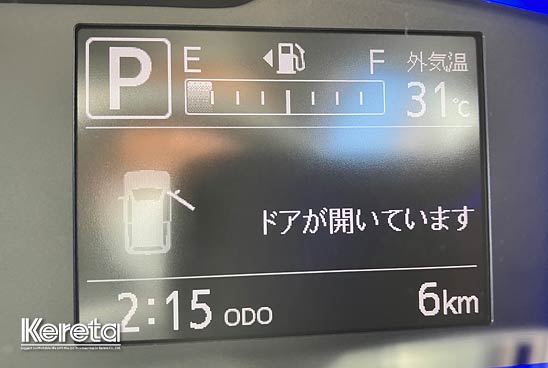 P
E F 外気温
31℃
ドアが開いています
2:15 ODO 6km
Kereta